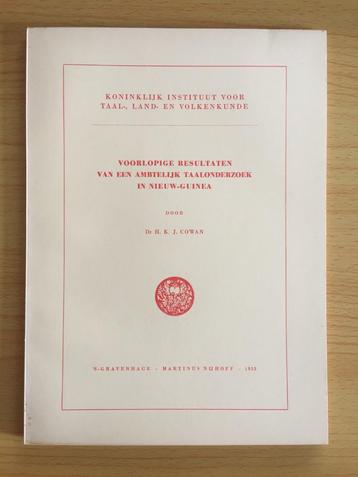 KONINKLIJK INSTITUUT VOOR
TAAL-, LAND- EN VOLKENKUNDE
VOORLOPIGE RESULTATEN
VAN EEN AMBTELIJK TAALONDERZOEK
IN NIEUW-GUINEA
DOOR
Dr H. K. J. COWAN
'S-GRAVENHAGE - MARTINUS NIJHOFF - 1953